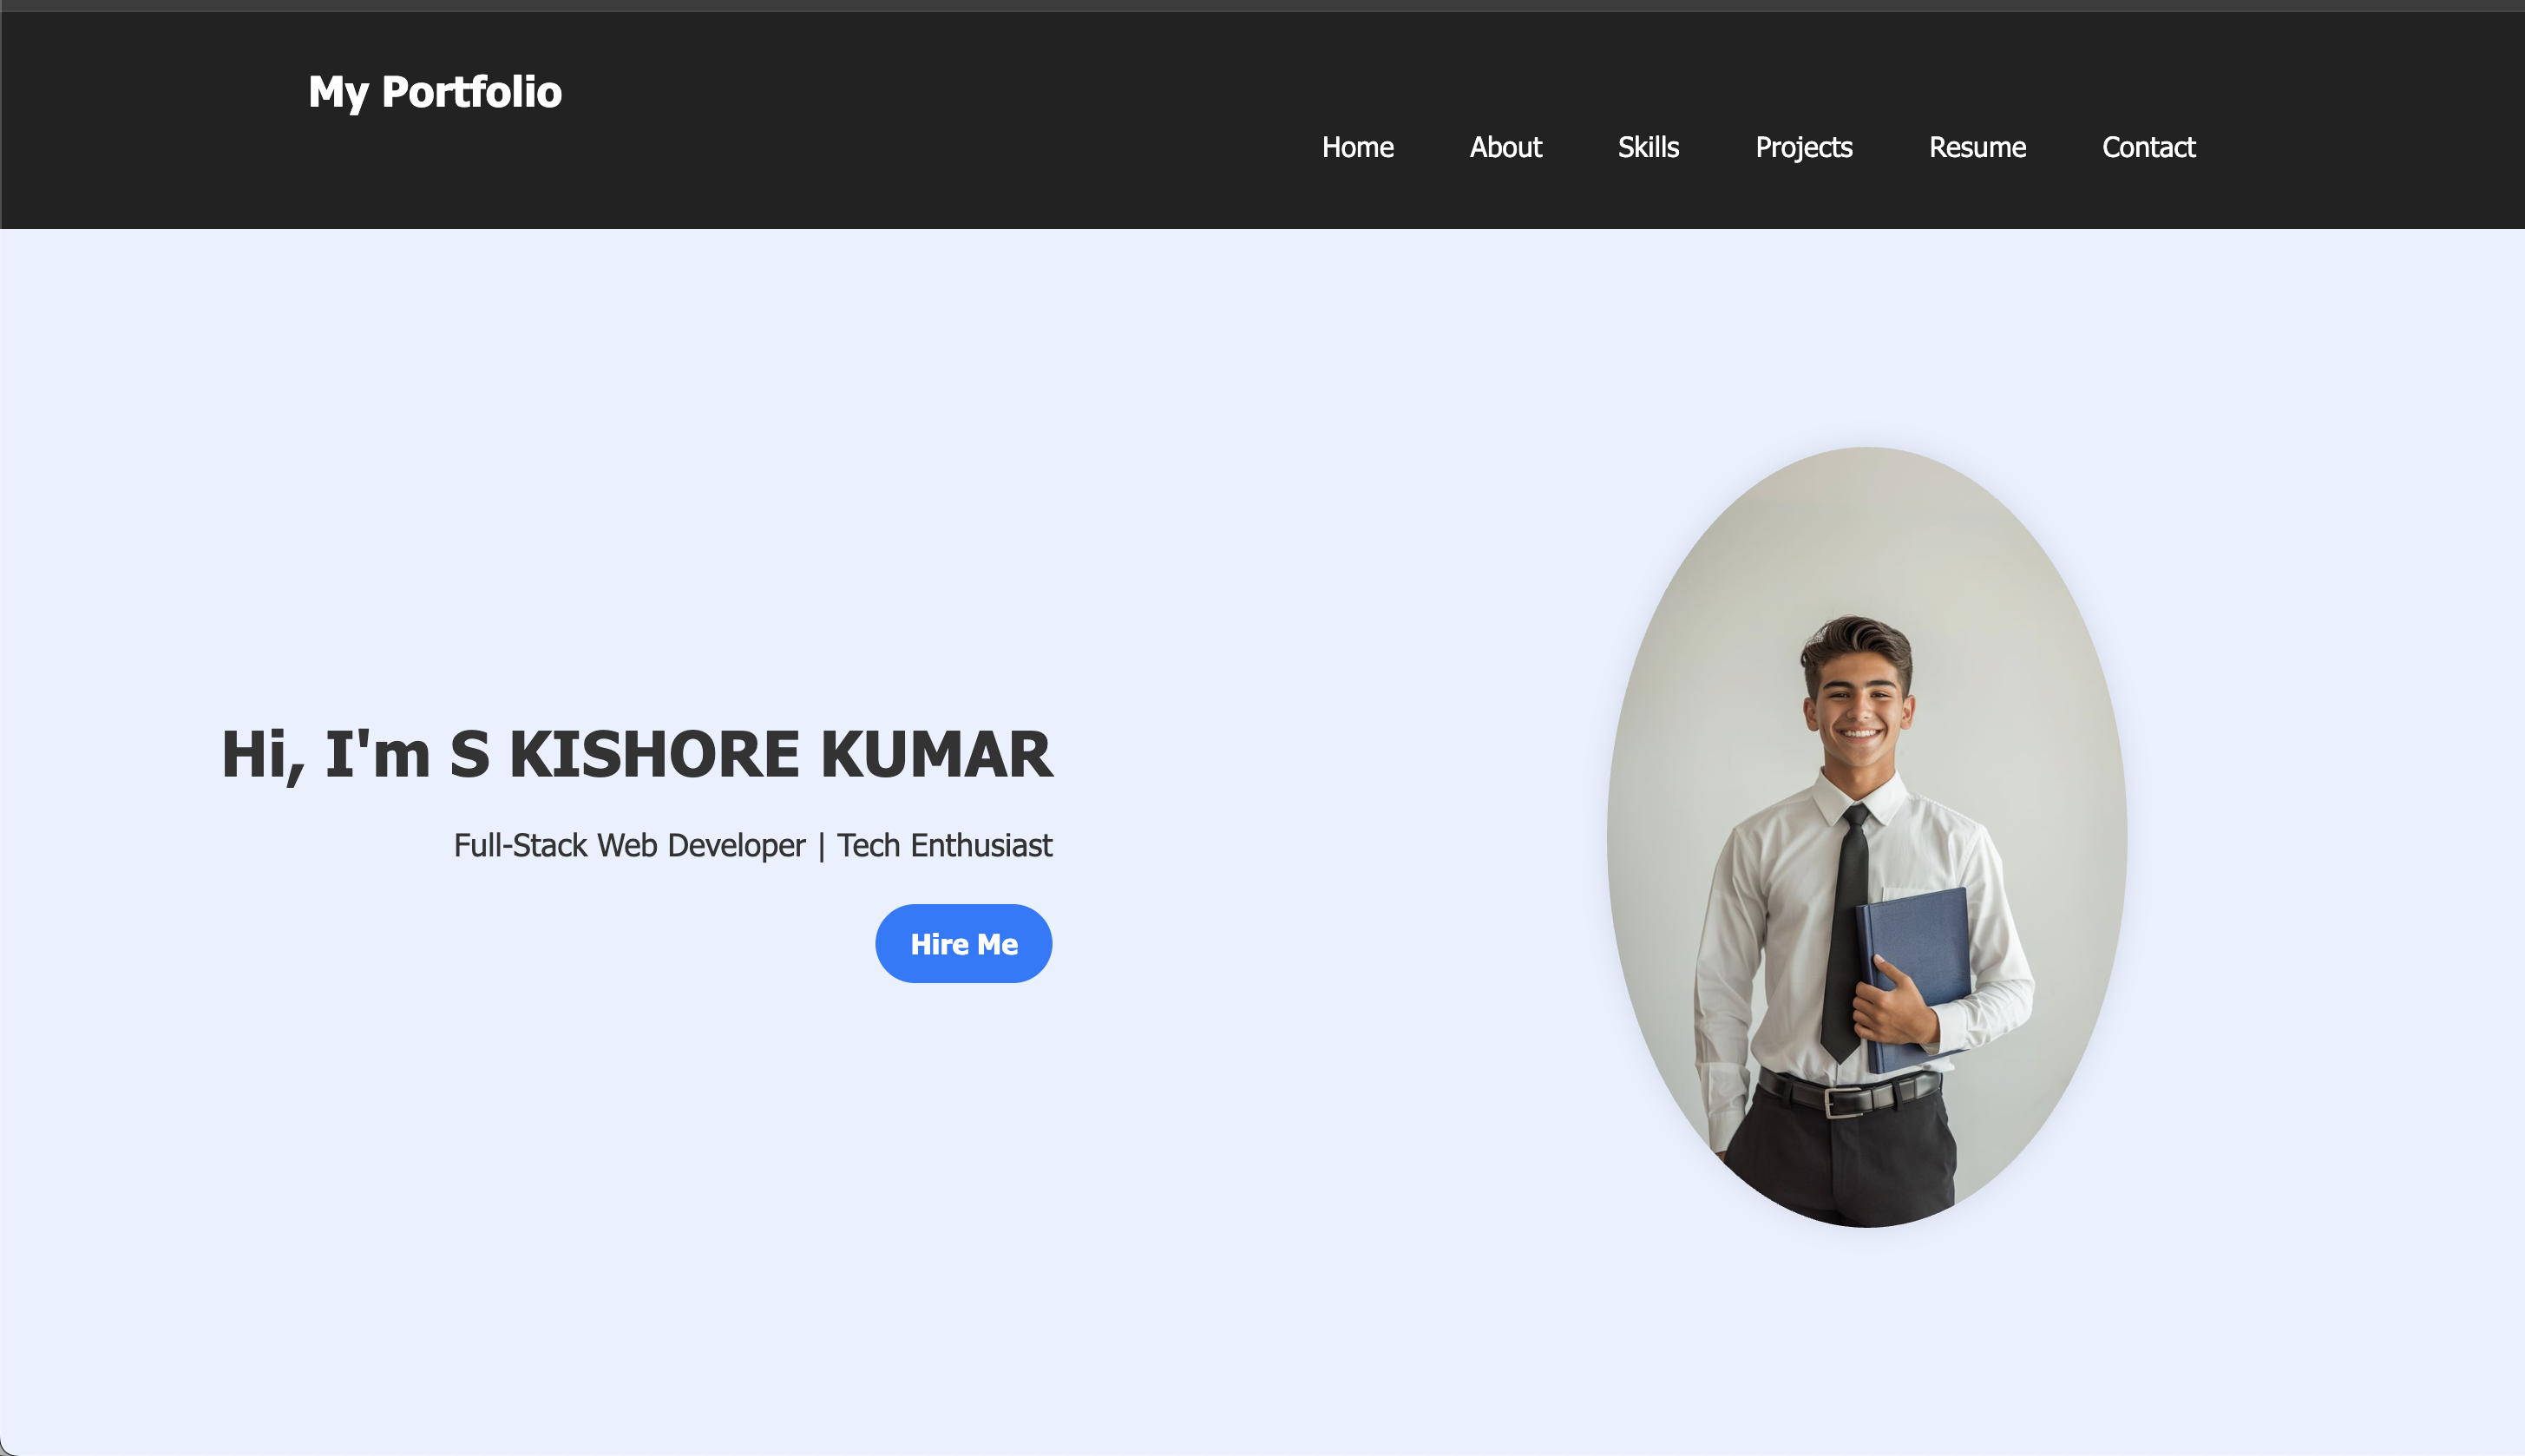 My Portfolio
Home About Skills Projects Resume Contact
Hi, I'm S KISHORE KUMAR
Full-Stack Web Developer | Tech Enthusiast
Hire Me